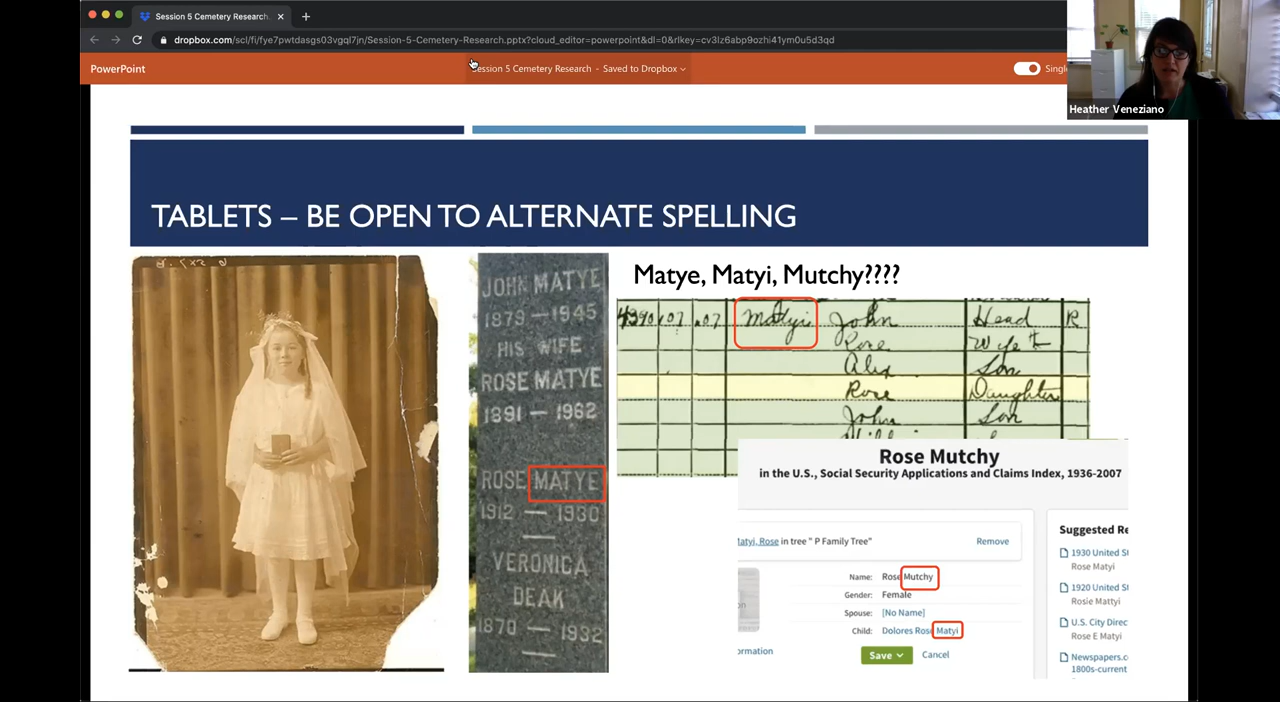 Session 5 Cemetery Research.
dropbox.com/scl/fi/fye7pwtdasgs03vgql7jn/Session-5-Cemetery-Research.pptx?cloud_editor=powerpoint&dl=0&rlkey=cv3lz6abp9ozhi41ym0u5d3qd
PowerPoint
Session 5 Cemetery Research - Saved to Dropbox
Singl
Heather Veneziano
TABLETS – BE OPEN TO ALTERNATE SPELLING
JOHN MATYE
1879 — 1945
HIS WIFE
ROSE MATYE
1891 — 1962
ROSE MATYE
1912 — 1930
VERONICA
DEAK
1870 — 1932
Matye, Matyi, Mutchy????
Matyi John Head R
Rose Wife
Alex Son
Rose Daughter
John Son
Rose Mutchy
in the U.S., Social Security Applications and Claims Index, 1936-2007
Matyi, Rose in tree " P Family Tree"
Remove
Name: Rose Mutchy
Gender: Female
Spouse: [No Name]
Child: Dolores Rose Matyi
ormation
Save
Cancel
Suggested Re
1930 United St
Rose Matyi
1920 United St
Rosie Mattyi
U.S. City Direc
Rose E Matyi
Newspapers.c
1800s-current